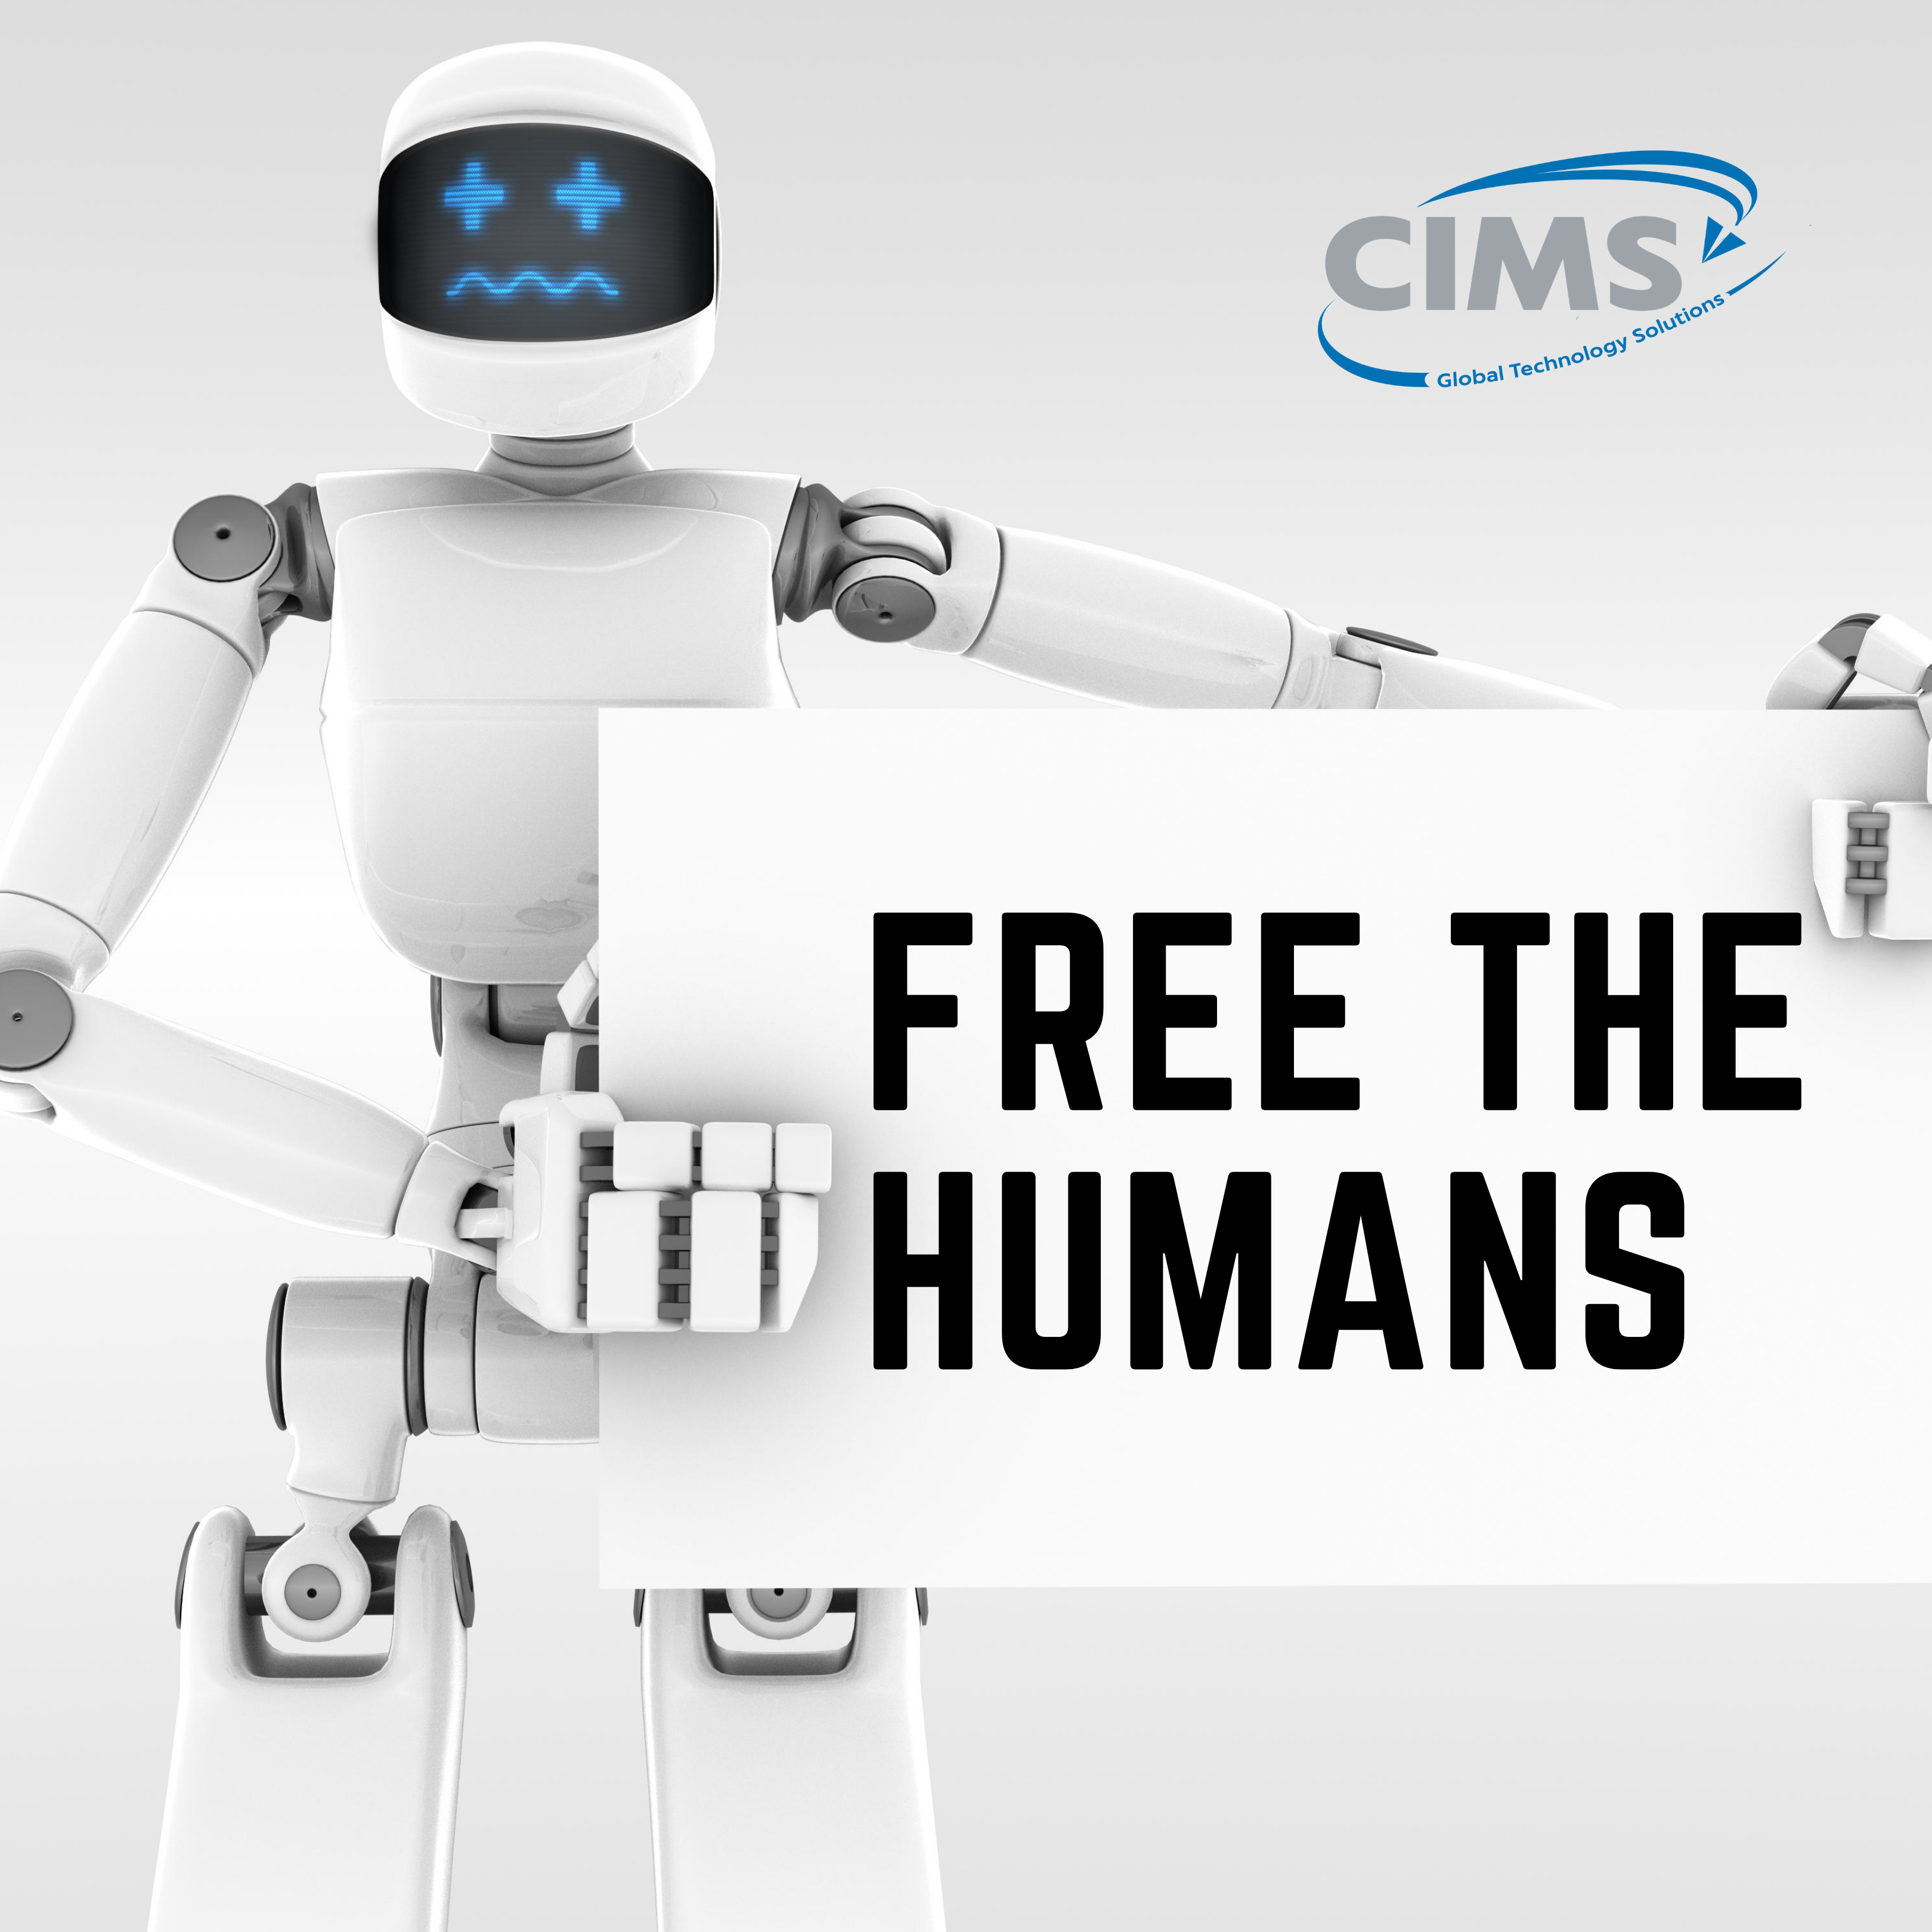 CIMS
Global Technology Solutions
FREE THE
HUMANS